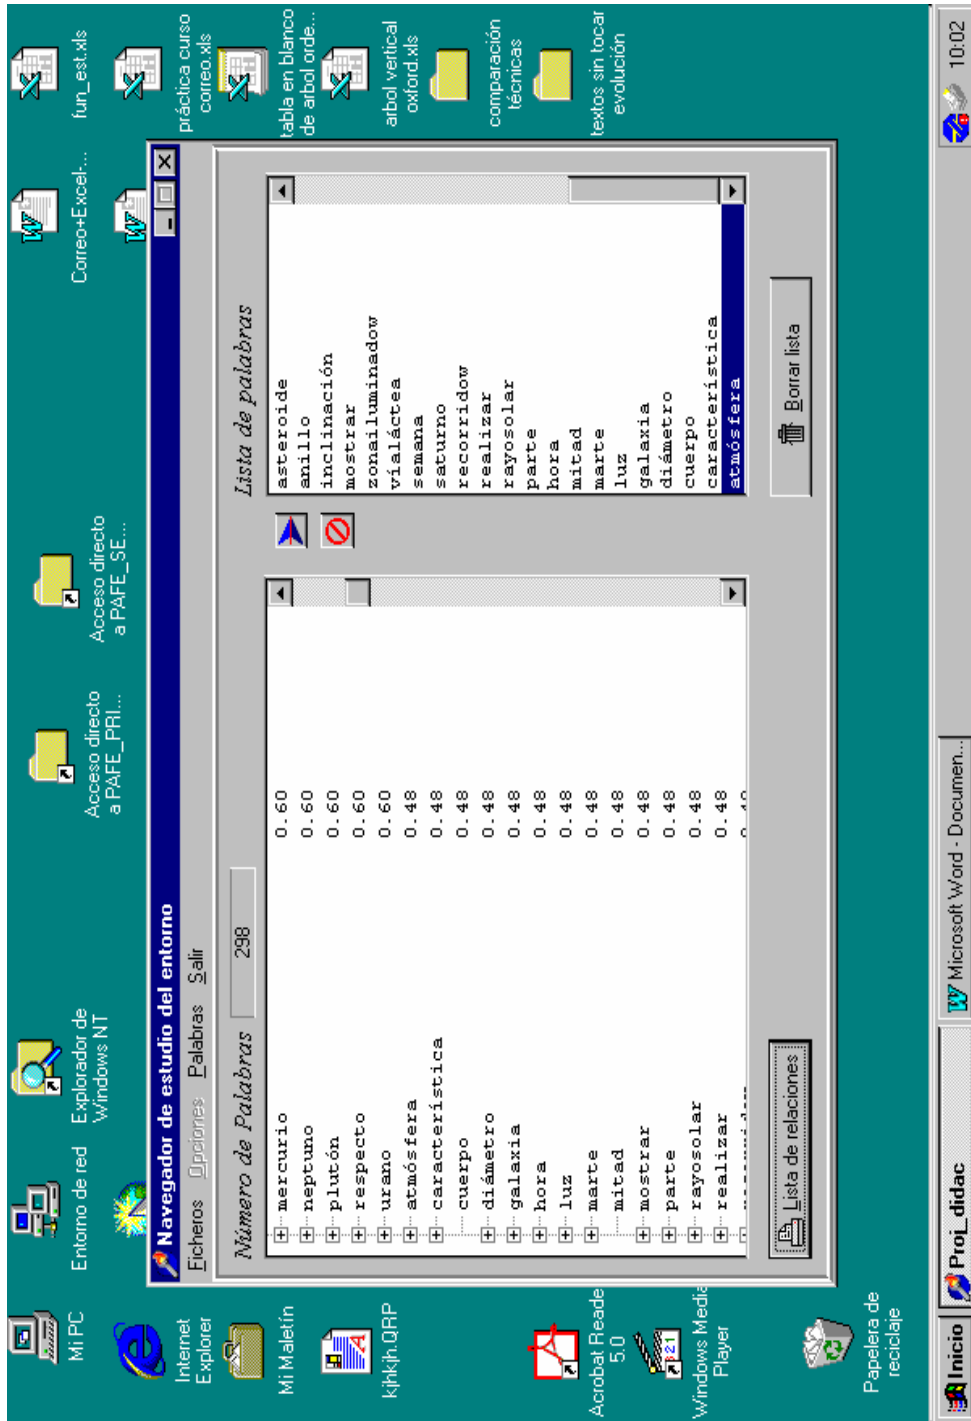 Mi PC
Entorno de red
Explorador de
Windows NT
Acceso directo
a PAFE_PRI...
Acceso directo
a PAFE_SE...
Correo+Excel-...
fun_est.xls
Internet
Explorer
práctica curso
correo.xls
Mi Maletín
tabla en blanco
de arbol orde...
kjhkjh.QRP
arbol vertical
oxford.xls
comparación
técnicas
Acrobat Reade
5.0
textos sin tocar
evolución
Windows Media
Player
Papelera de
reciclaje
Navegador de estudio del entorno
Ficheros Opciones Palabras Salir
Número de Palabras 298
mercurio 0.60
neptuno 0.60
plutón 0.60
respecto 0.60
urano 0.60
atmósfera 0.48
característica 0.48
cuerpo 0.48
diámetro 0.48
galaxia 0.48
hora 0.48
luz 0.48
marte 0.48
mitad 0.48
mostrar 0.48
parte 0.48
rayosolar 0.48
realizar 0.48
Lista de relaciones
Lista de palabras
asteroide
anillo
inclinación
mostrar
zonailuminadow
víaláctea
semana
saturno
recorridow
realizar
rayosolar
parte
hora
mitad
marte
luz
galaxia
diámetro
cuerpo
característica
atmósfera
Borrar lista
Inicio
Proj_didac
Microsoft Word - Documen...
10:02